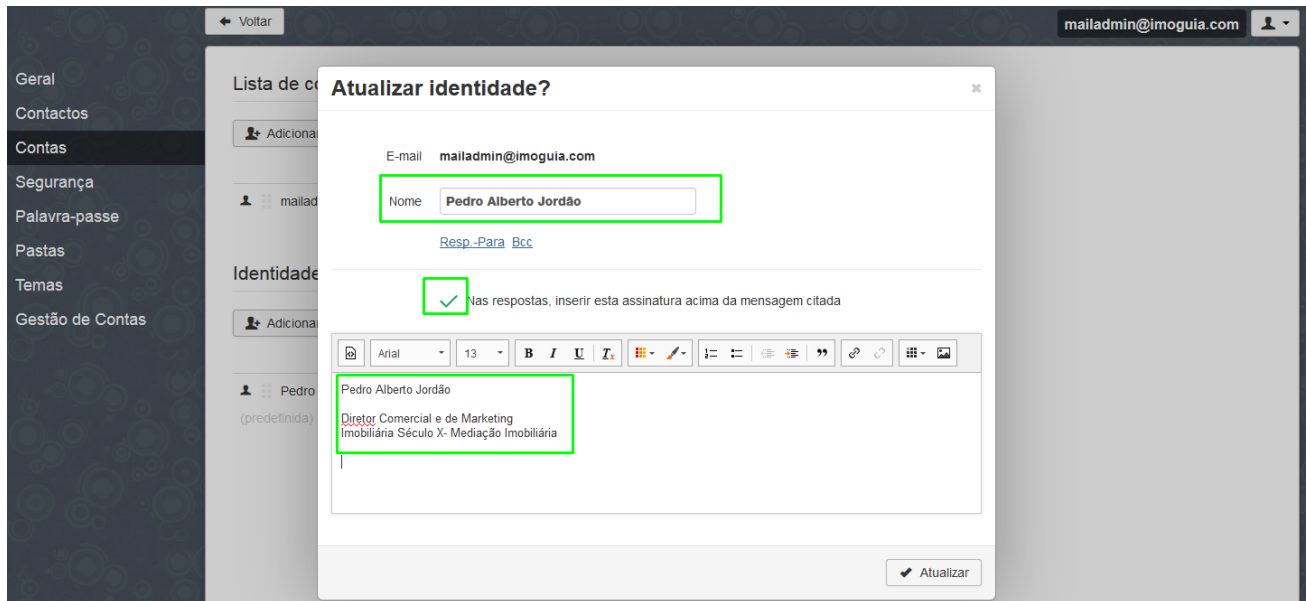 Voltar
mailadmin@imoguia.com
Geral
Contactos
Contas
Segurança
Palavra-passe
Pastas
Temas
Gestão de Contas
Lista de co
Adiciona
mailad
Identidade
Adiciona
Pedro
(predefinida)
Atualizar identidade?
×
E-mail mailadmin@imoguia.com
Nome Pedro Alberto Jordão
Resp.-Para Bcc
Nas respostas, inserir esta assinatura acima da mensagem citada
Arial 13 B I U Tx
Pedro Alberto Jordão
Diretor Comercial e de Marketing
Imobiliária Século X- Mediação Imobiliária
Atualizar